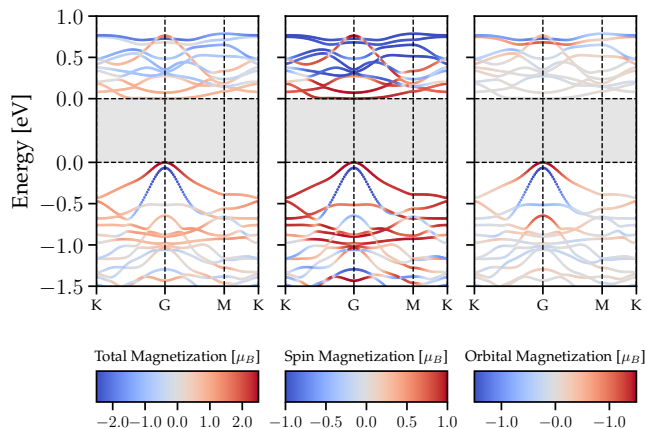 1.0
0.5
0.0
0.0
−0.5
−1.0
−1.5
Energy [eV]
K G M K K G M K K G M K
Total Magnetization [μB] Spin Magnetization [μB] Orbital Magnetization [μB]
−2.0 −1.0 0.0 1.0 2.0 −1.0 −0.5 0.0 0.5 1.0 1.0 −0.0 −1.0